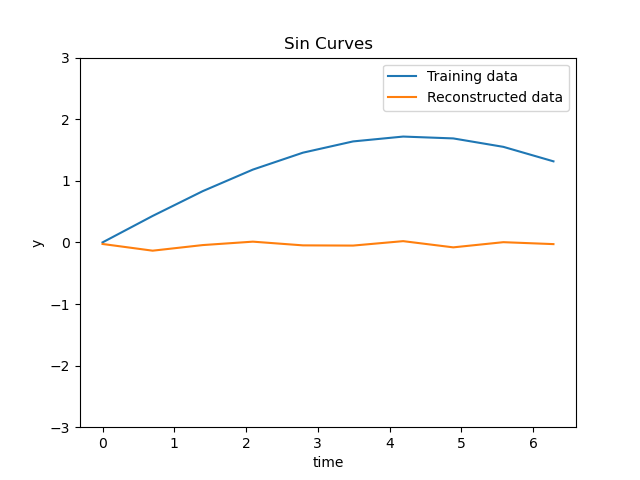 Sin Curves
Training data
Reconstructed data
3
2
1
0
−1
−2
−3
y
0 1 2 3 4 5 6
time